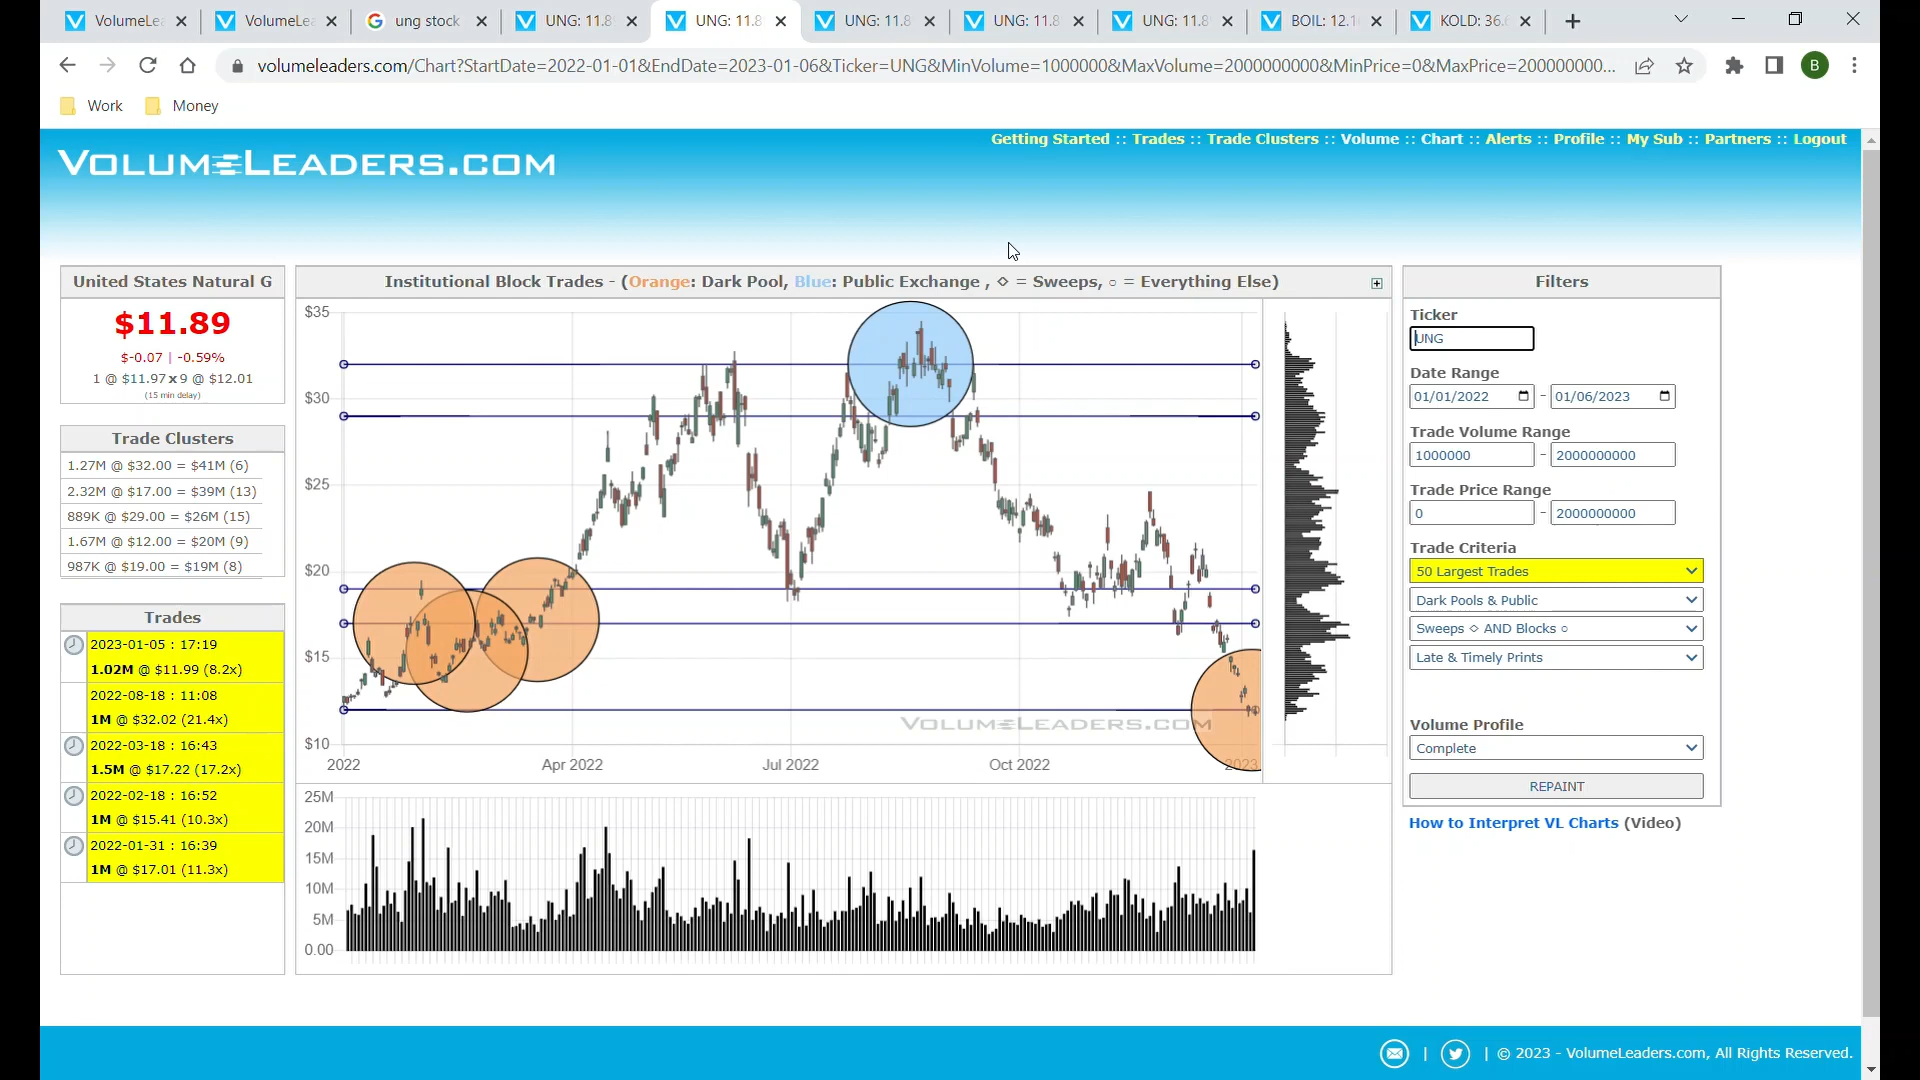 VolumeLea
VolumeLea
ung stock
UNG: 11.8
UNG: 11.8
UNG: 11.8
UNG: 11.8
UNG: 11.8
BOIL: 12.1
KOLD: 36.6
volumeleaders.com/Chart?StartDate=2022-01-01&EndDate=2023-01-06&Ticker=UNG&MinVolume=1000000&MaxVolume=2000000000&MinPrice=0&MaxPrice=200000000...
B
Work
Money
Getting Started :: Trades :: Trade Clusters :: Volume :: Chart :: Alerts :: Profile :: My Sub :: Partners :: Logout
VOLUMELEADERS.COM
United States Natural G
$11.89
$-0.07 | -0.59%
1 @ $11.97 x 9 @ $12.01
(15 min delay)
Trade Clusters
1.27M @ $32.00 = $41M (6)
2.32M @ $17.00 = $39M (13)
889K @ $29.00 = $26M (15)
1.67M @ $12.00 = $20M (9)
987K @ $19.00 = $19M (8)
Trades
2023-01-05 : 17:19
1.02M @ $11.99 (8.2x)
2022-08-18 : 11:08
1M @ $32.02 (21.4x)
2022-03-18 : 16:43
1.5M @ $17.22 (17.2x)
2022-02-18 : 16:52
1M @ $15.41 (10.3x)
2022-01-31 : 16:39
1M @ $17.01 (11.3x)
Institutional Block Trades - (Orange: Dark Pool, Blue: Public Exchange , ◇ = Sweeps, ○ = Everything Else)
$35
$30
$25
$20
$15
$10
VOLUMELEADERS.COM
2022
Apr 2022
Jul 2022
Oct 2022
2023
25M
20M
15M
10M
5M
0.00
Filters
Ticker
UNG
Date Range
01/01/2022 - 01/06/2023
Trade Volume Range
1000000 - 2000000000
Trade Price Range
0 - 2000000000
Trade Criteria
50 Largest Trades
Dark Pools & Public
Sweeps ◇ AND Blocks ○
Late & Timely Prints
Volume Profile
Complete
REPAINT
How to Interpret VL Charts (Video)
| | © 2023 - VolumeLeaders.com, All Rights Reserved.